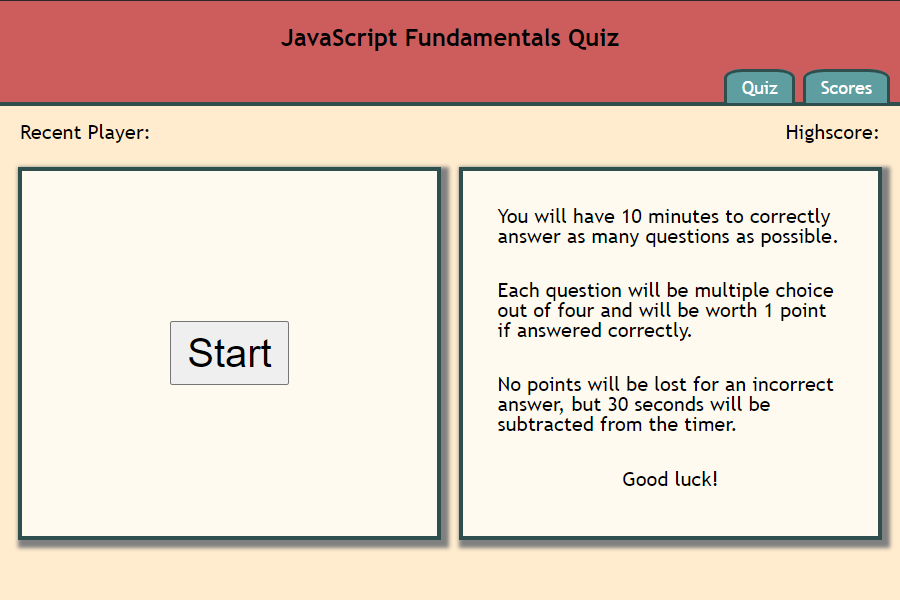 JavaScript Fundamentals Quiz
Quiz
Scores
Recent Player:
Highscore:
Start
You will have 10 minutes to correctly
answer as many questions as possible.
Each question will be multiple choice
out of four and will be worth 1 point
if answered correctly.
No points will be lost for an incorrect
answer, but 30 seconds will be
subtracted from the timer.
Good luck!